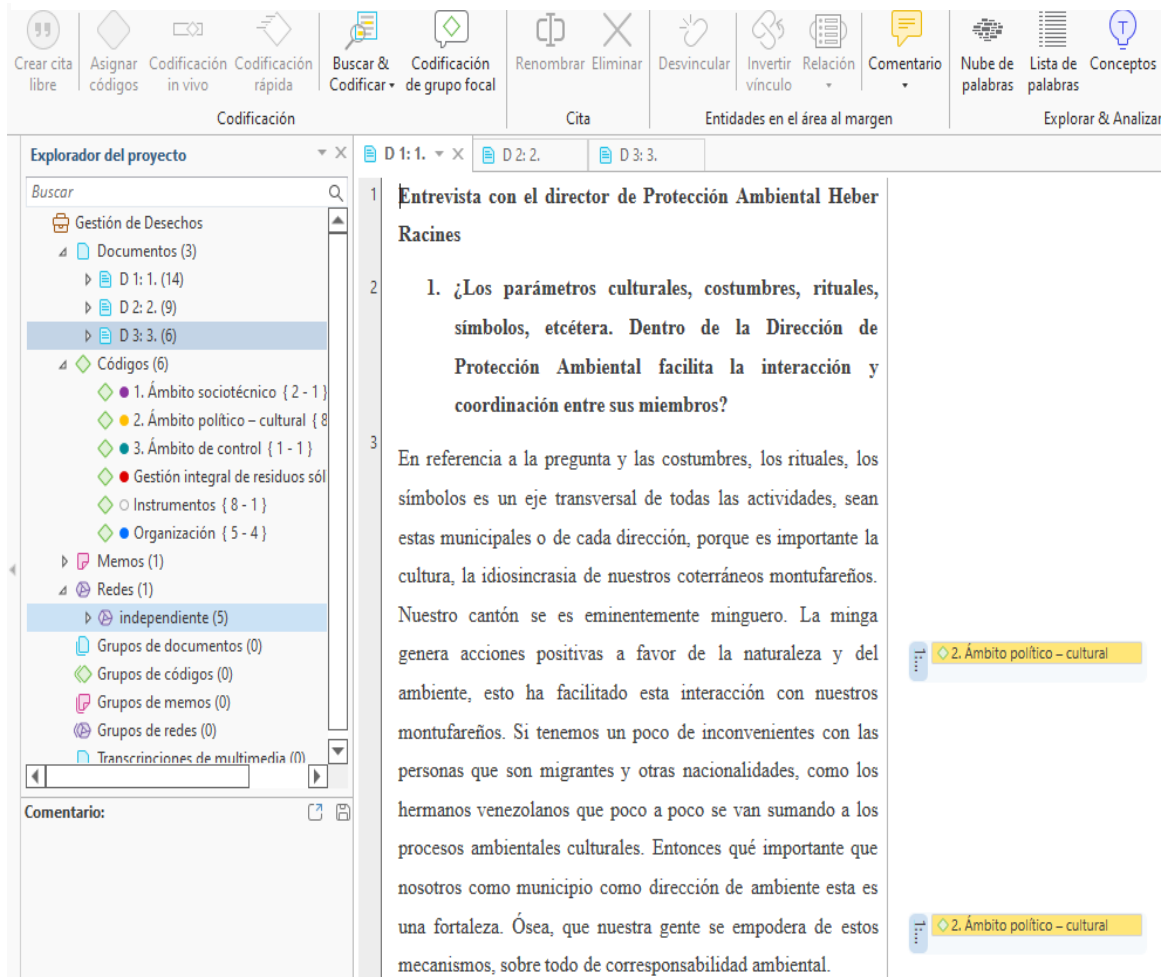 Crear cita libre
Asignar códigos
Codificación in vivo
Codificación rápida
Buscar & Codificar
Codificación de grupo focal
Renombrar
Eliminar
Desvincular
Invertir vínculo
Relación
Comentario
Nube de palabras
Lista de palabras
Conceptos
Codificación
Cita
Entidades en el área al margen
Explorar & Analizar
Explorador del proyecto
Buscar
Gestión de Desechos
Documentos (3)
D 1: 1. (14)
D 2: 2. (9)
D 3: 3. (6)
Códigos (6)
1. Ámbito sociotécnico { 2 - 1 }
2. Ámbito político – cultural { 8
3. Ámbito de control { 1 - 1 }
Gestión integral de residuos sól
Instrumentos { 8 - 1 }
Organización { 5 - 4 }
Memos (1)
Redes (1)
independiente (5)
Grupos de documentos (0)
Grupos de códigos (0)
Grupos de memos (0)
Grupos de redes (0)
Transcripciones de multimedia (0)
Comentario:
D 1: 1.
D 2: 2.
D 3: 3.
1 Entrevista con el director de Protección Ambiental Heber
Racines
2 1. ¿Los parámetros culturales, costumbres, rituales,
símbolos, etcétera. Dentro de la Dirección de
Protección Ambiental facilita la interacción y
coordinación entre sus miembros?
3
En referencia a la pregunta y las costumbres, los rituales, los
símbolos es un eje transversal de todas las actividades, sean
estas municipales o de cada dirección, porque es importante la
cultura, la idiosincrasia de nuestros coterráneos montufareños.
Nuestro cantón se es eminentemente minguero. La minga
genera acciones positivas a favor de la naturaleza y del
ambiente, esto ha facilitado esta interacción con nuestros
montufareños. Si tenemos un poco de inconvenientes con las
personas que son migrantes y otras nacionalidades, como los
hermanos venezolanos que poco a poco se van sumando a los
procesos ambientales culturales. Entonces qué importante que
nosotros como municipio como dirección de ambiente esta es
una fortaleza. Ósea, que nuestra gente se empodera de estos
mecanismos, sobre todo de corresponsabilidad ambiental.
1...
2. Ámbito político – cultural
1...
2. Ámbito político – cultural